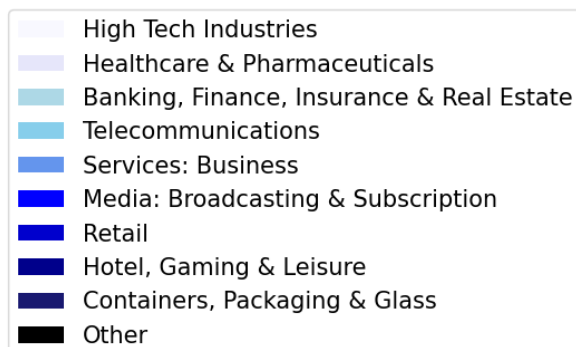 High Tech Industries
Healthcare & Pharmaceuticals
Banking, Finance, Insurance & Real Estate
Telecommunications
Services: Business
Media: Broadcasting & Subscription
Retail
Hotel, Gaming & Leisure
Containers, Packaging & Glass
Other